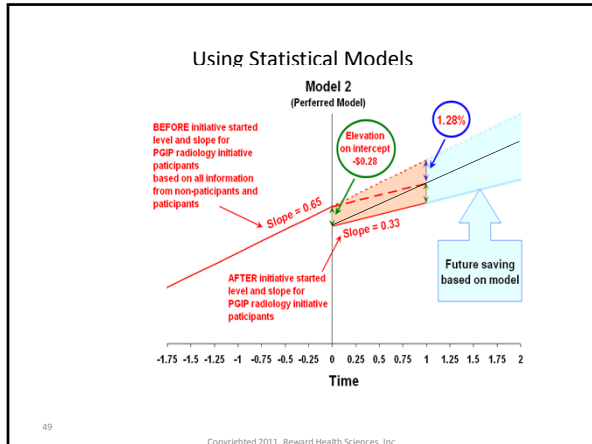 Using Statistical Models
Model 2
(Perferred Model)
BEFORE initiative started
level and slope for
PGIP radiology initiative
paticipants
based on all information
from non-paticipants and
paticipants
Elevation
on intercept
-$0.28
1.28%
Slope = 0.65
Slope = 0.33
AFTER initiative started
level and slope for
PGIP radiology initiative
paticipants
Future saving
based on model
-1.75 -1.5 -1.25 -1 -0.75 -0.5 -0.25 0 0.25 0.5 0.75 1 1.25 1.5 1.75 2
Time
49
Copyrighted 2011, Reward Health Sciences, Inc.